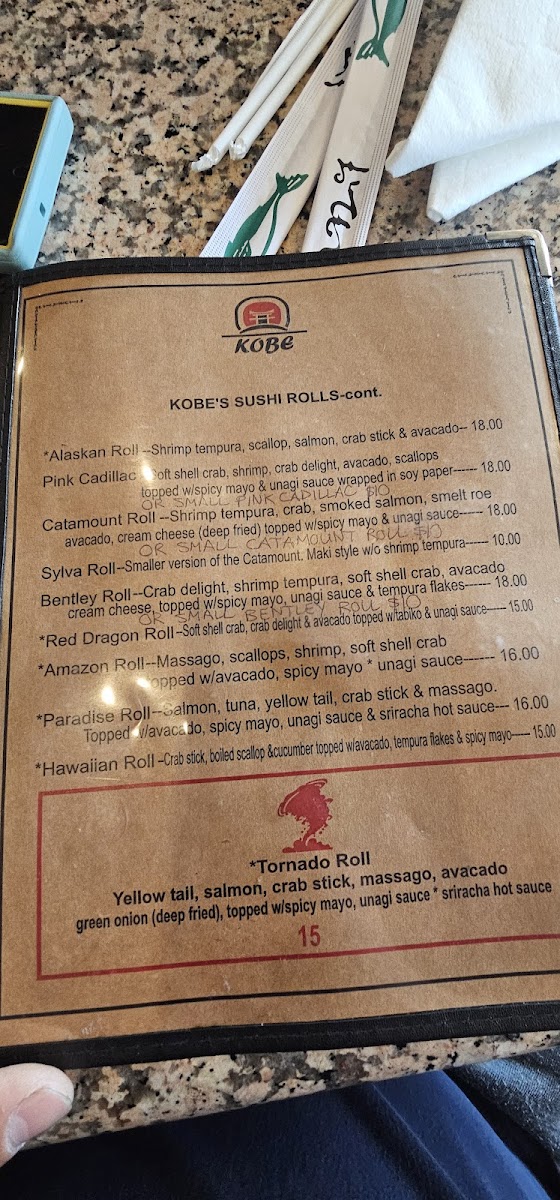 KOBE
KOBE'S SUSHI ROLLS-cont.
*Alaskan Roll --Shrimp tempura, scallop, salmon, crab stick & avacado-- 18.00
Pink Cadillac Soft shell crab, shrimp, crab delight, avacado, scallops
topped w/spicy mayo & unagi sauce wrapped in soy paper------ 18.00
OR SMALL PINK CADILLAC $10
Catamount Roll --Shrimp tempura, crab, smoked salmon, smelt roe
avacado, cream cheese (deep fried) topped w/spicy mayo & unagi sauce------ 18.00
OR SMALL CATAMOUNT ROLL $10
Sylva Roll--Smaller version of the Catamount. Maki style w/o shrimp tempura------ 10.00
Bentley Roll--Crab delight, shrimp tempura, soft shell crab, avacado
cream cheese, topped w/spicy mayo, unagi sauce & tempura flakes------ 18.00
OR SMALL BENTLEY ROLL $10
*Red Dragon Roll --Soft shell crab, crab delight & avacado topped w/tabiko & unagi sauce----- 15.00
*Amazon Roll--Massago, scallops, shrimp, soft shell crab
topped w/avacado, spicy mayo * unagi sauce------- 16.00
*Paradise Roll--Salmon, tuna, yellow tail, crab stick & massago.
Topped w/avacado, spicy mayo, unagi sauce & sriracha hot sauce--- 16.00
*Hawaiian Roll --Crab stick, boiled scallop &cucumber topped w/avacado, tempura flakes & spicy mayo----- 15.00
*Tornado Roll
Yellow tail, salmon, crab stick, massago, avacado
green onion (deep fried), topped w/spicy mayo, unagi sauce * sriracha hot sauce
15